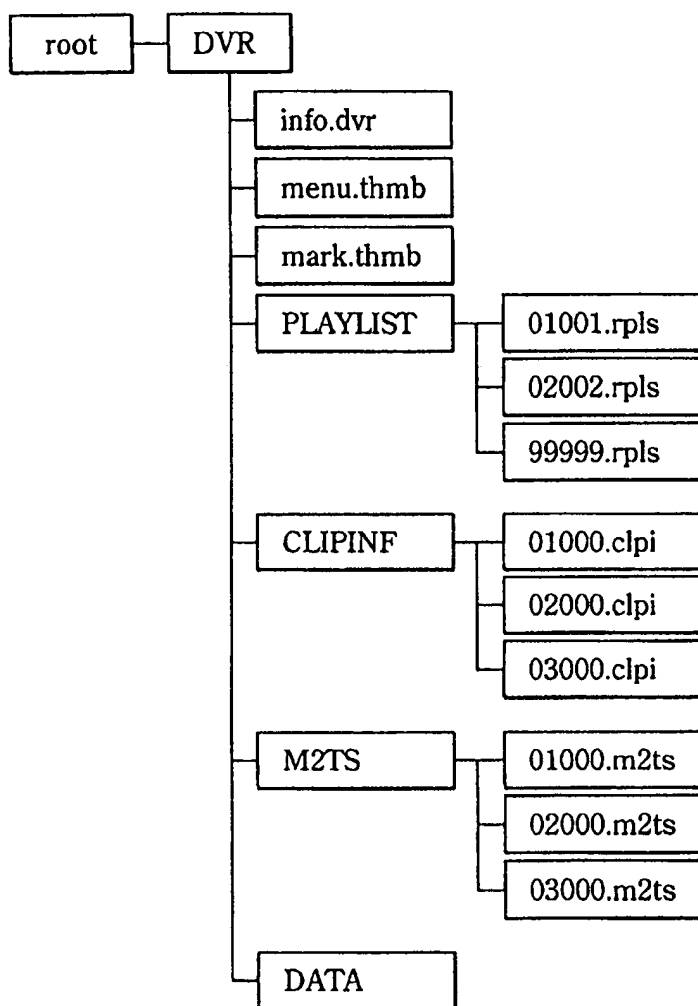 root DVR
info.dvr
menu.thmb
mark.thmb
PLAYLIST 01001.rpls
02002.rpls
99999.rpls
CLIPINF 01000.clpi
02000.clpi
03000.clpi
M2TS 01000.m2ts
02000.m2ts
03000.m2ts
DATA